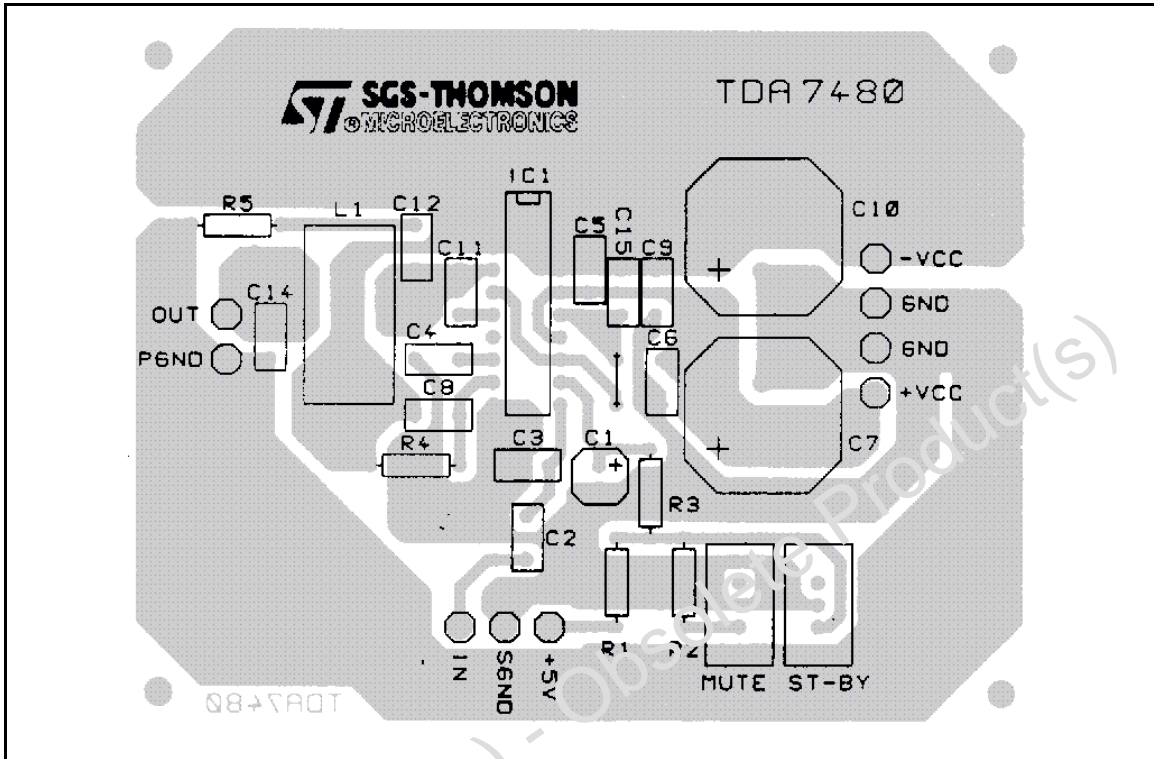 SGS-THOMSON
®MICROELECTRONICS
TDA7480
IC1
R5
L1
C12
C11
C5
C15
C9
C10
-VCC
GND
GND
+VCC
C14
OUT
PGND
C4
C8
C6
C7
R4
C3
C1
R3
C2
R1
R2
MUTE
ST-BY
IN
SGND
+5V
TDA7480
) - Obsolete Product(s)